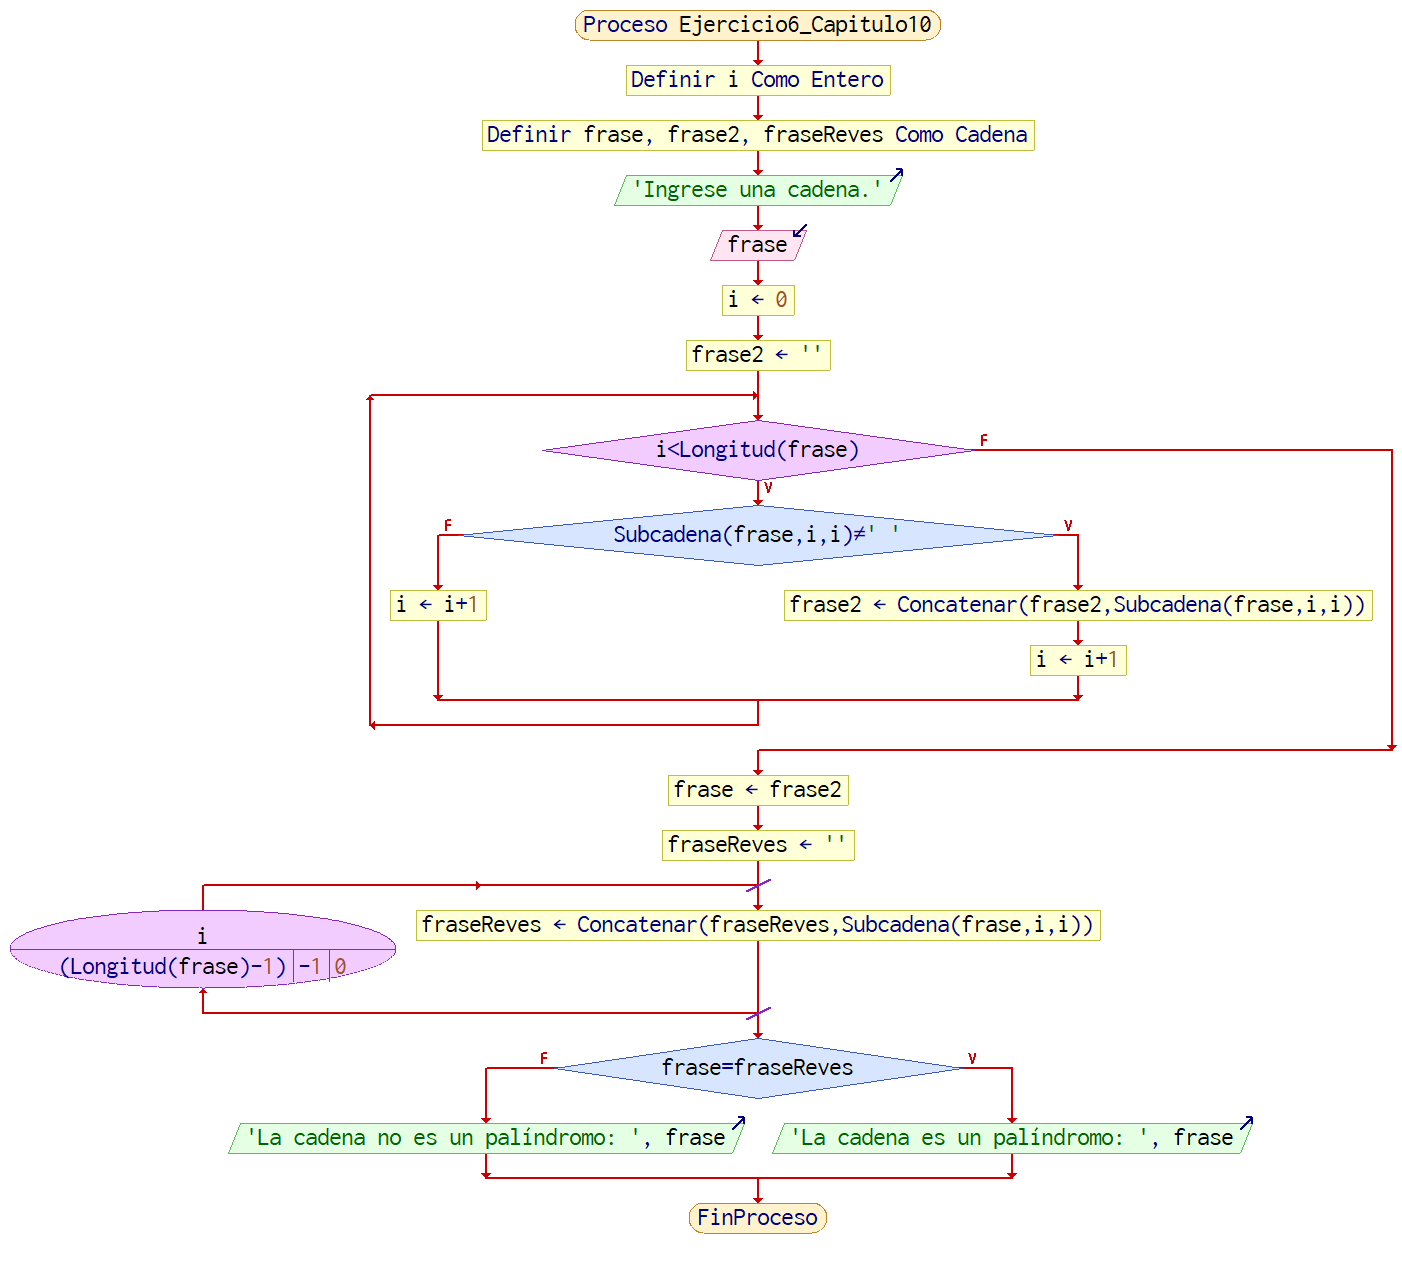 Proceso Ejercicio6_Capitulo10
Definir i Como Entero
Definir frase, frase2, fraseReves Como Cadena
'Ingrese una cadena.'
frase
i ← 0
frase2 ← ''
i<Longitud(frase)
F
V
Subcadena(frase,i,i)≠' '
F
V
i ← i+1
frase2 ← Concatenar(frase2,Subcadena(frase,i,i))
i ← i+1
frase ← frase2
fraseReves ← ''
fraseReves ← Concatenar(fraseReves,Subcadena(frase,i,i))
i
(Longitud(frase)-1) -1 0
frase=fraseReves
F
V
'La cadena no es un palíndromo: ', frase
'La cadena es un palíndromo: ', frase
FinProceso